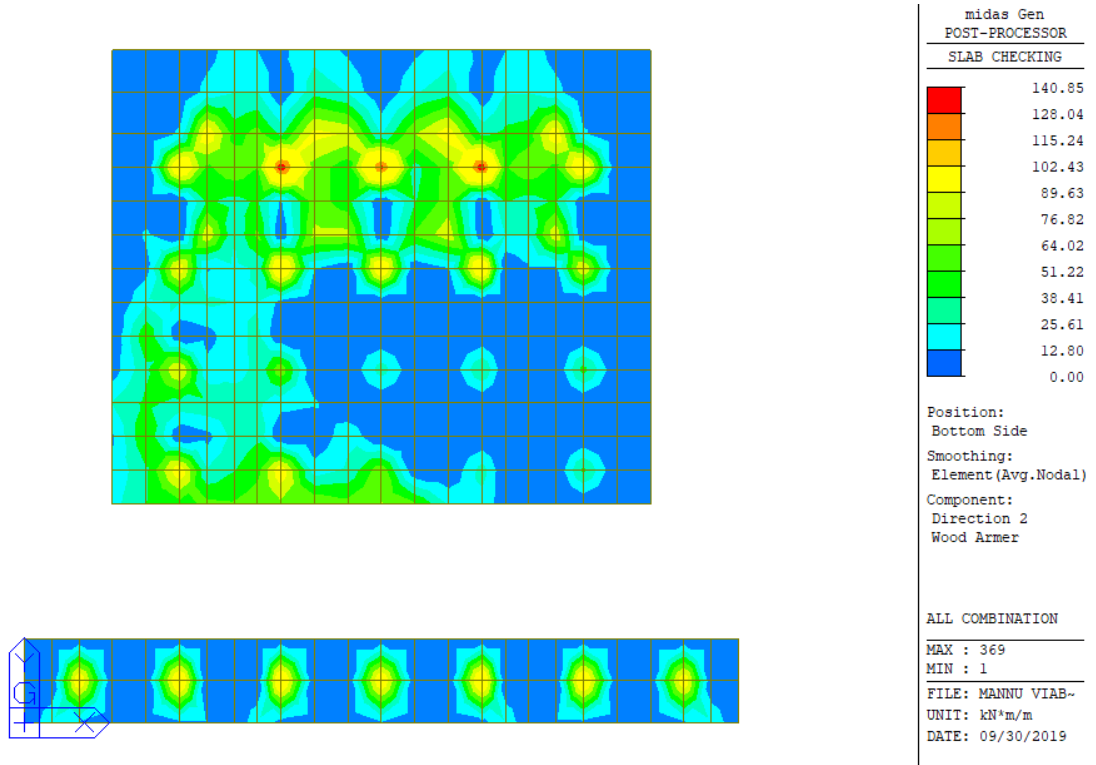 midas Gen
POST-PROCESSOR
SLAB CHECKING
140.85
128.04
115.24
102.43
89.63
76.82
64.02
51.22
38.41
25.61
12.80
0.00
Position:
Bottom Side
Smoothing:
Element(Avg.Nodal)
Component:
Direction 2
Wood Armer
ALL COMBINATION
MAX : 369
MIN : 1
FILE: MANNU VIAB~
UNIT: kN*m/m
DATE: 09/30/2019
Y
G
X